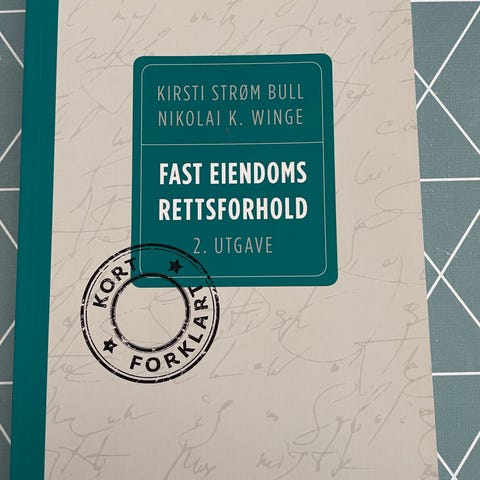 KIRSTI STRØM BULL
NIKOLAI K. WINGE
FAST EIENDOMS
RETTSFORHOLD
2. UTGAVE
KORT
FORKLART